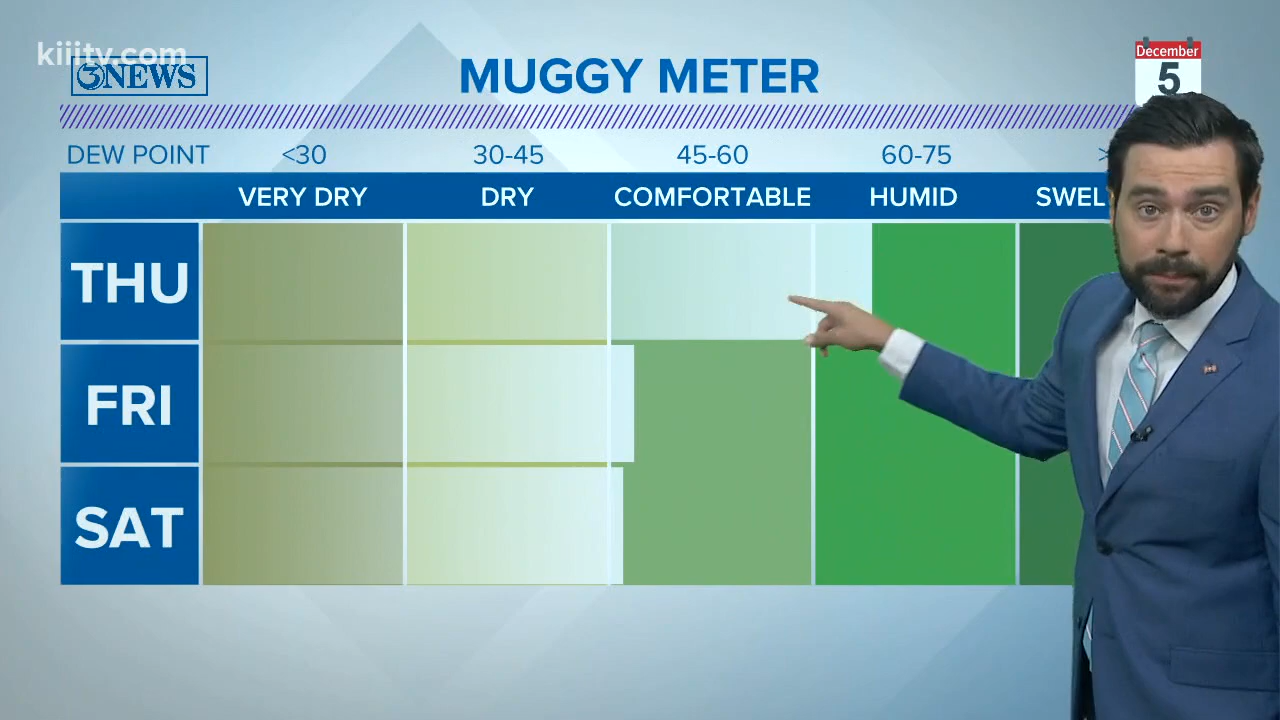 kiiitv.com
3NEWS
MUGGY METER
December
5
DEW POINT <30 30-45 45-60 60-75 >
VERY DRY DRY COMFORTABLE HUMID SWEL
THU
FRI
SAT